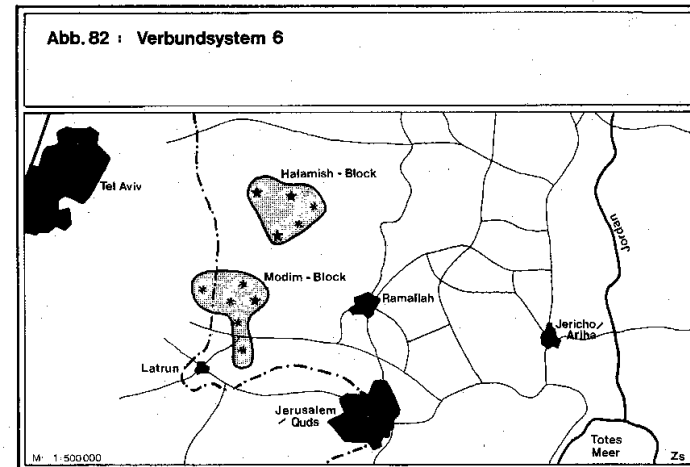 Abb. 82 : Verbundsystem 6
Tel Aviv
Halamish - Block
Jordan
Modim - Block
Ramallah
Jericho/
Ariha
Latrun
Jerusalem
/ Quds
Totes
Meer
M: 1:500 000
Zs